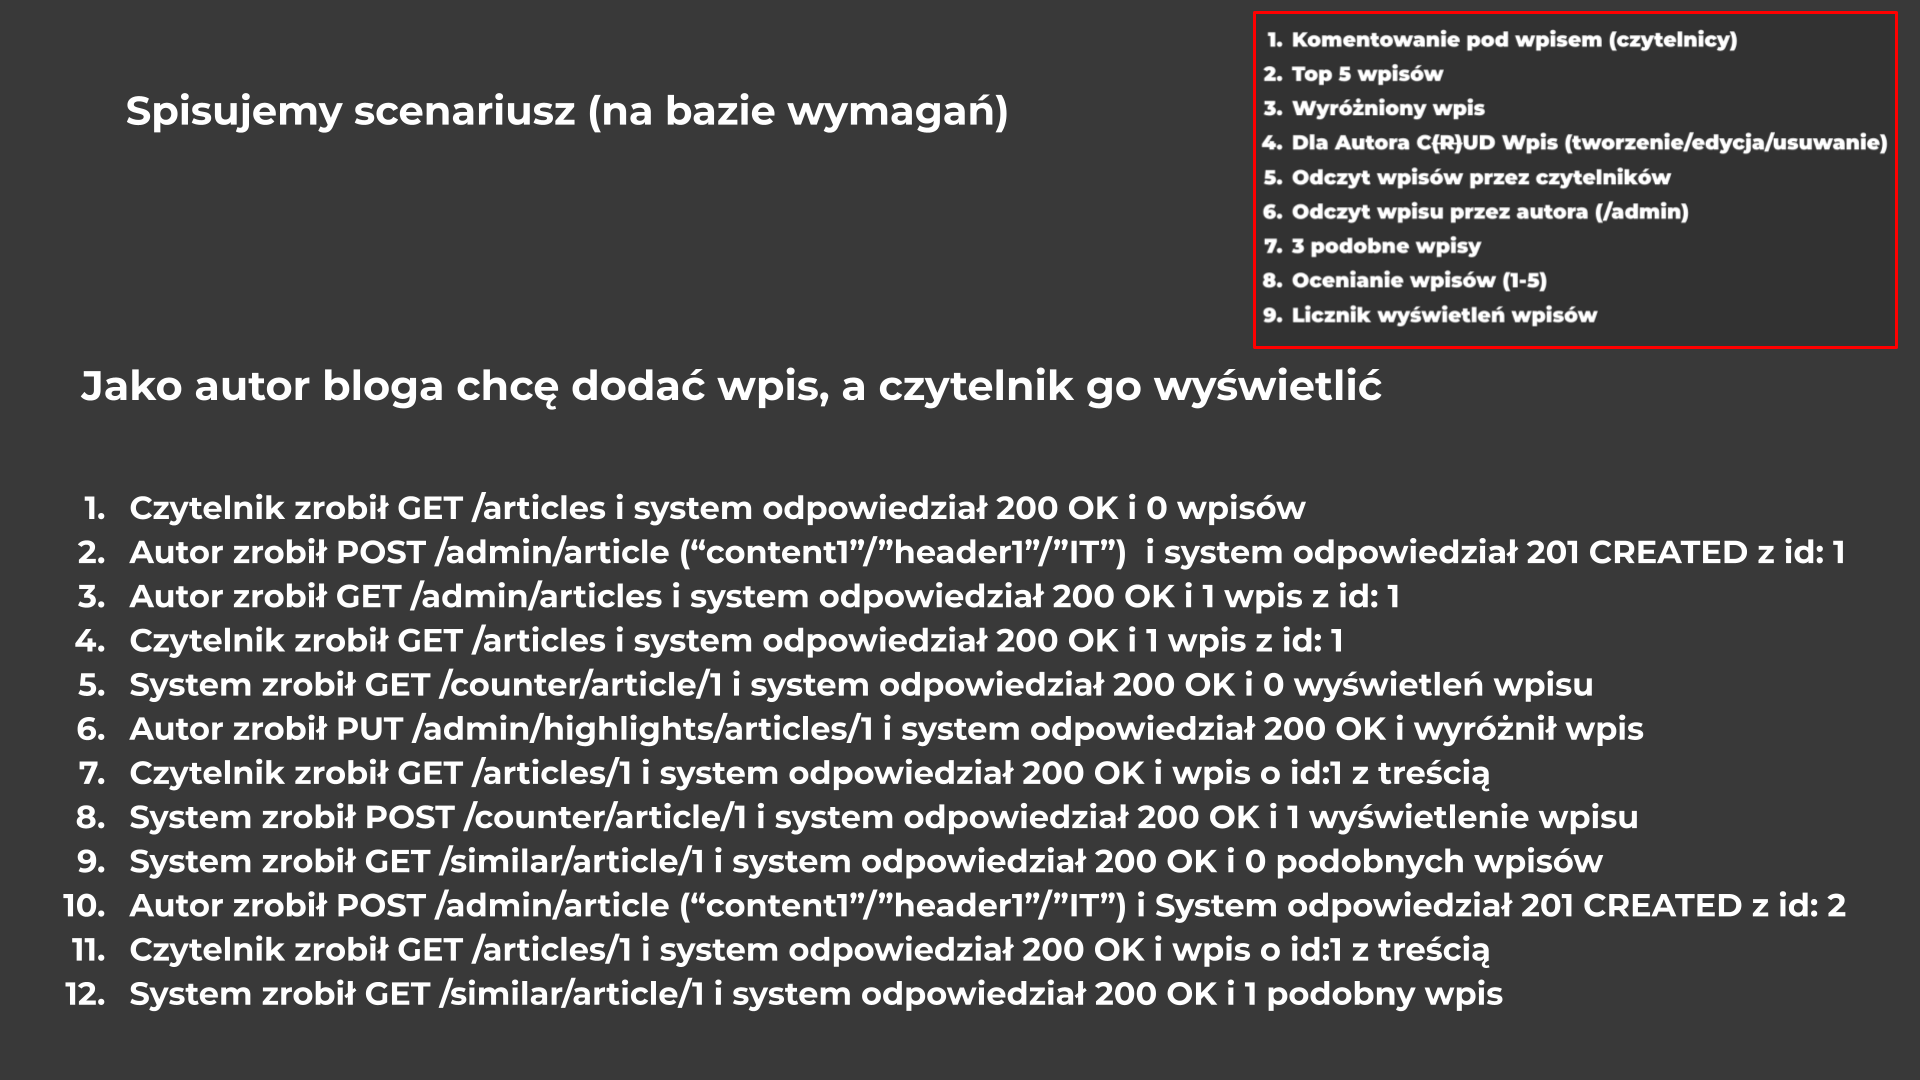 Spisujemy scenariusz (na bazie wymagań)
1. Komentowanie pod wpisem (czytelnicy)
2. Top 5 wpisów
3. Wyróżniony wpis
4. Dla Autora C(R)UD Wpis (tworzenie/edycja/usuwanie)
5. Odczyt wpisów przez czytelników
6. Odczyt wpisu przez autora (/admin)
7. 3 podobne wpisy
8. Ocenianie wpisów (1-5)
9. Licznik wyświetleń wpisów
Jako autor bloga chcę dodać wpis, a czytelnik go wyświetlić
1. Czytelnik zrobił GET /articles i system odpowiedział 200 OK i 0 wpisów
2. Autor zrobił POST /admin/article (“content1”/”header1”/”IT”)  i system odpowiedział 201 CREATED z id: 1
3. Autor zrobił GET /admin/articles i system odpowiedział 200 OK i 1 wpis z id: 1
4. Czytelnik zrobił GET /articles i system odpowiedział 200 OK i 1 wpis z id: 1
5. System zrobił GET /counter/article/1 i system odpowiedział 200 OK i 0 wyświetleń wpisu
6. Autor zrobił PUT /admin/highlights/articles/1 i system odpowiedział 200 OK i wyróżnił wpis
7. Czytelnik zrobił GET /articles/1 i system odpowiedział 200 OK i wpis o id:1 z treścią
8. System zrobił POST /counter/article/1 i system odpowiedział 200 OK i 1 wyświetlenie wpisu
9. System zrobił GET /similar/article/1 i system odpowiedział 200 OK i 0 podobnych wpisów
10. Autor zrobił POST /admin/article (“content1”/”header1”/”IT”) i System odpowiedział 201 CREATED z id: 2
11. Czytelnik zrobił GET /articles/1 i system odpowiedział 200 OK i wpis o id:1 z treścią
12. System zrobił GET /similar/article/1 i system odpowiedział 200 OK i 1 podobny wpis